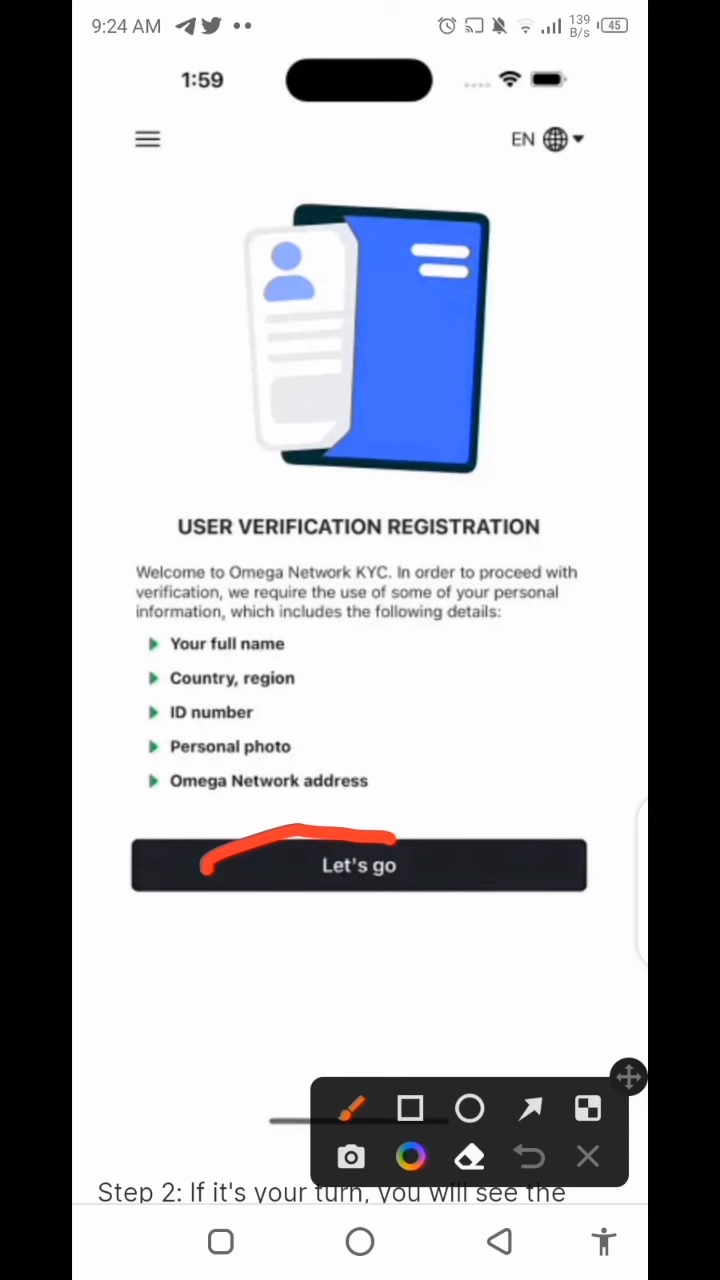 9:24 AM
139
B/s
45
1:59
EN
USER VERIFICATION REGISTRATION
Welcome to Omega Network KYC. In order to proceed with
verification, we require the use of some of your personal
information, which includes the following details:
Your full name
Country, region
ID number
Personal photo
Omega Network address
Let's go
Step 2: If it's your turn, you will see the